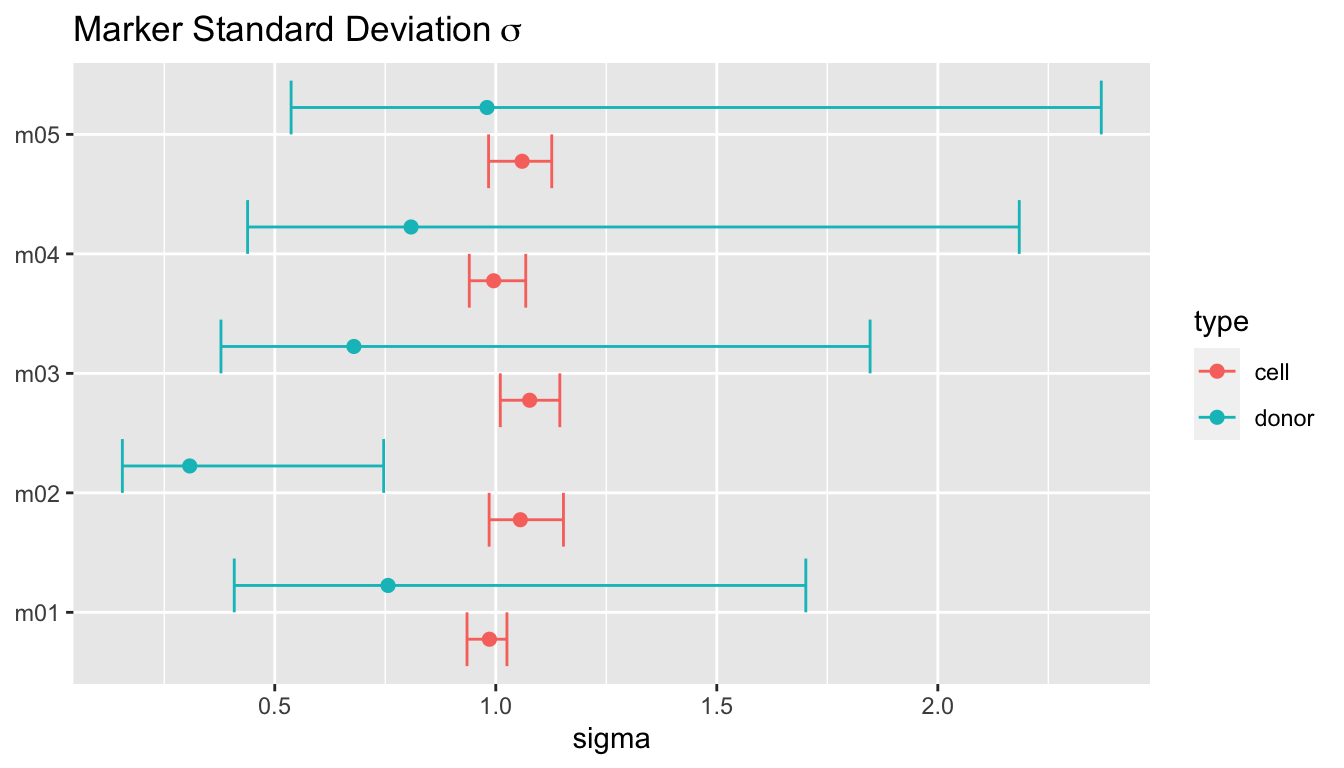 Marker Standard Deviation σ
m05
m04
m03
m02
m01
0.5 1.0 1.5 2.0
sigma
type
cell
donor